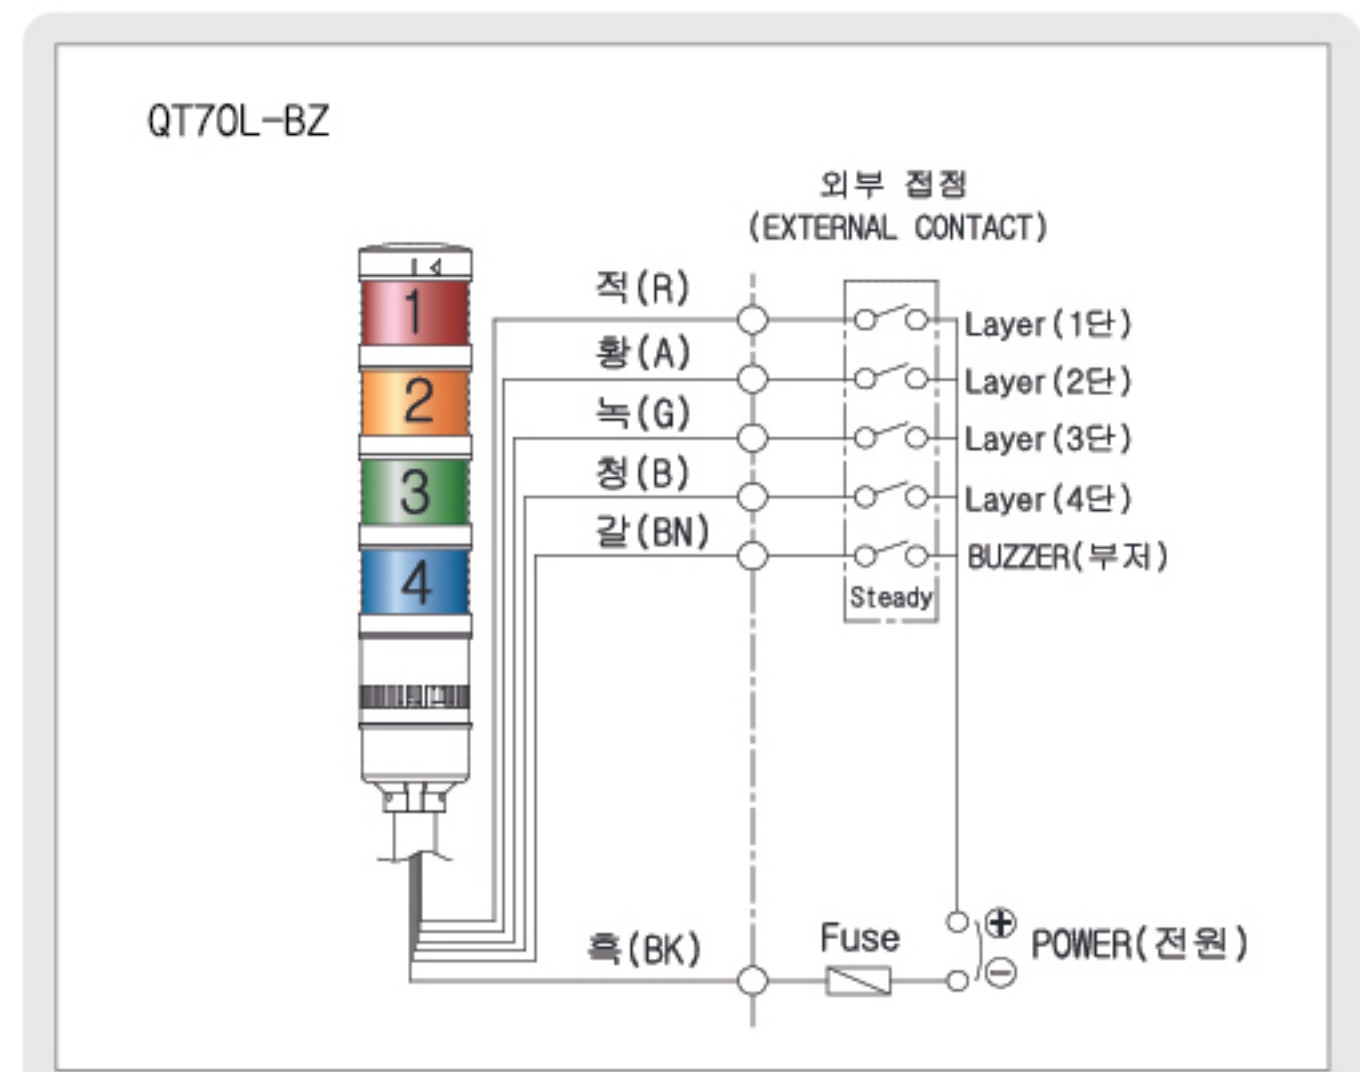 QT70L-BZ
외부 접점
(EXTERNAL CONTACT)
적(R)
1
Layer(1단)
황(A)
2
Layer(2단)
녹(G)
3
Layer(3단)
청(B)
4
Layer(4단)
갈(BN)
BUZZER(부저)
Steady
흑(BK)
Fuse
+
POWER(전원)
−